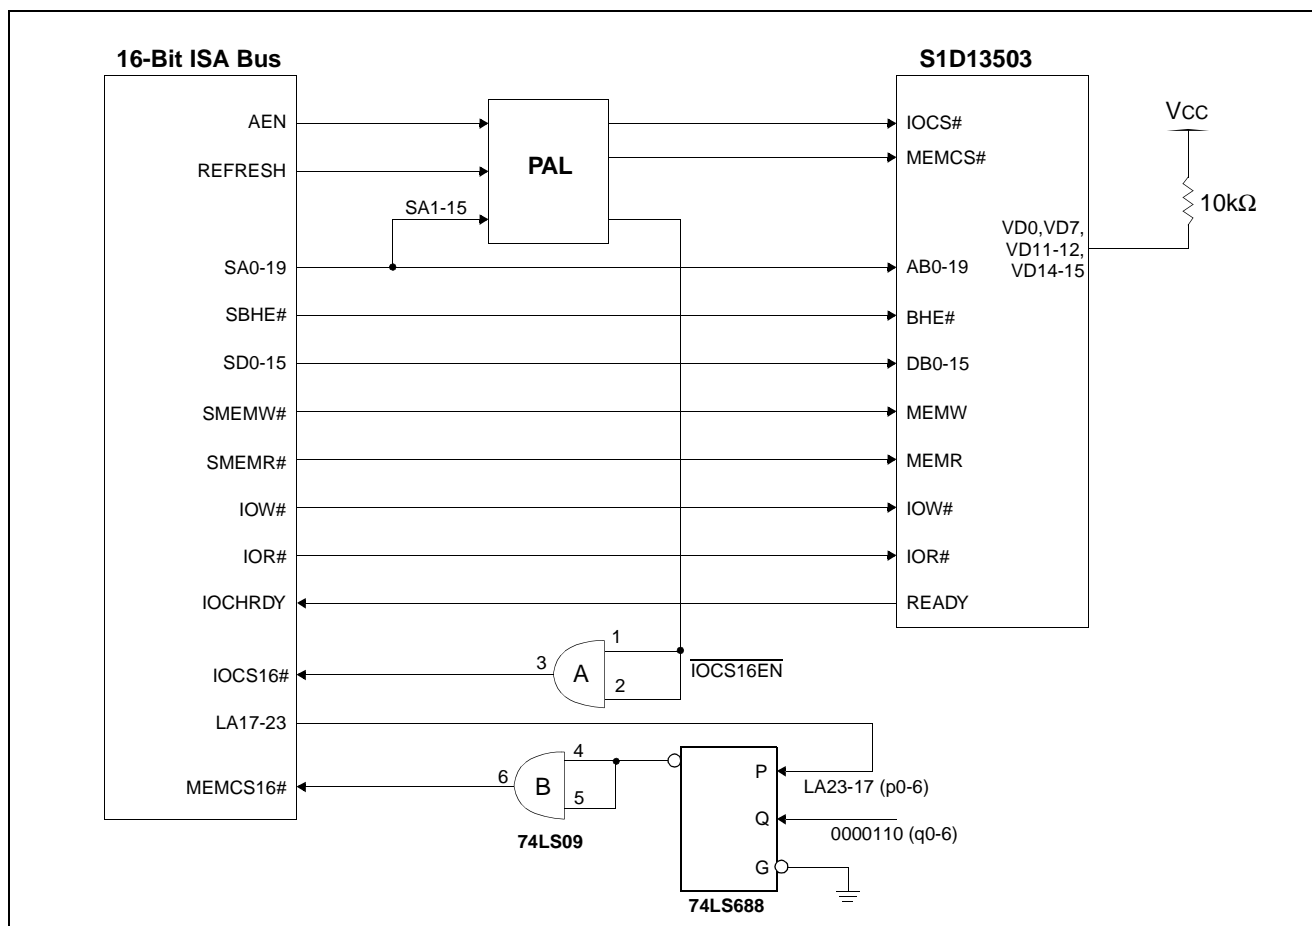 16-Bit ISA Bus
S1D13503
AEN
REFRESH
SA1-15
SA0-19
SBHE#
SD0-15
SMEMW#
SMEMR#
IOW#
IOR#
IOCHRDY
IOCS16#
LA17-23
MEMCS16#
PAL
IOCS#
MEMCS#
AB0-19
BHE#
DB0-15
MEMW
MEMR
IOW#
IOR#
READY
VD0,VD7,
VD11-12,
VD14-15
VCC
10kΩ
1
2
3
A
IOCS16EN
4
5
6
B
74LS09
P
Q
G
LA23-17 (p0-6)
0000110 (q0-6)
74LS688